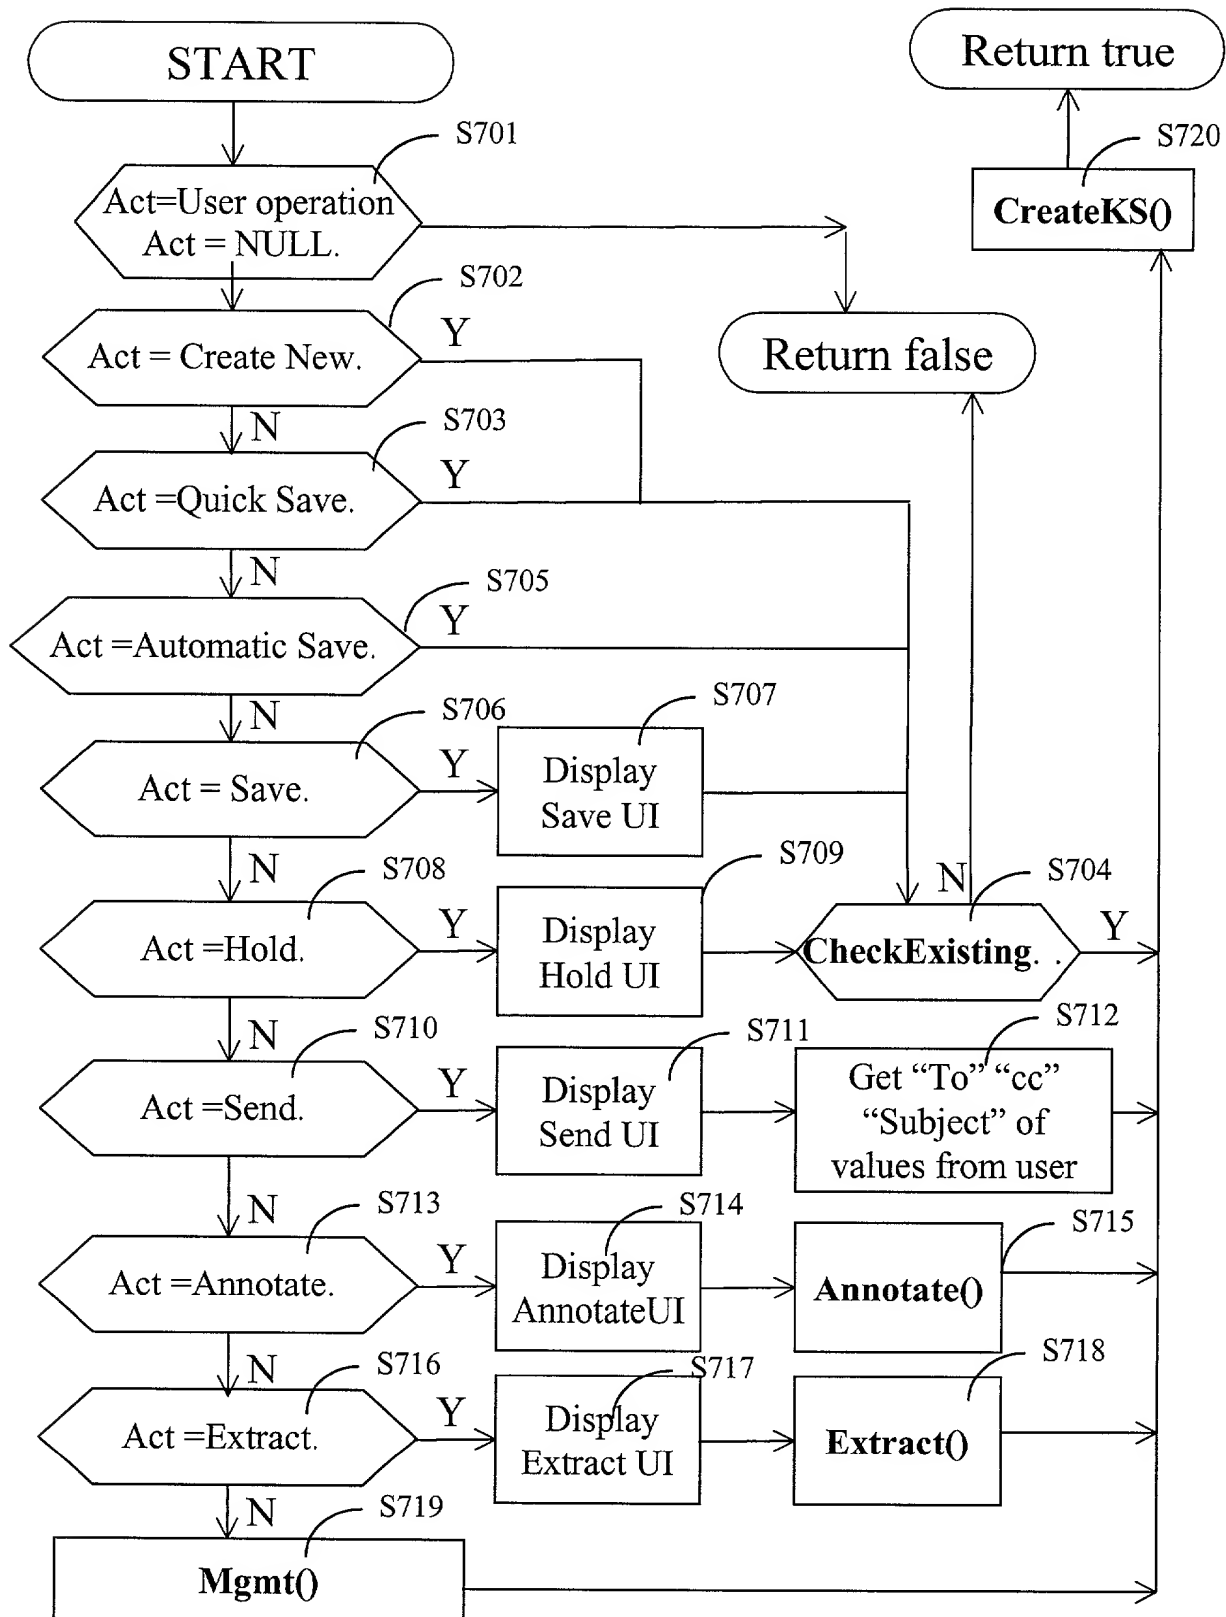 START
Return true
S701
S720
Act=User operation
Act = NULL.
CreateKS()
S702
Act = Create New.
Y
Return false
N
S703
Act =Quick Save.
Y
N
S705
Act =Automatic Save.
Y
N
S706
S707
Act = Save.
Y
Display
Save UI
N
S708
S709
N
S704
Act =Hold.
Y
Display
Hold UI
CheckExisting. .
Y
N
S710
S711
S712
Act =Send.
Y
Display
Send UI
Get “To” “cc”
“Subject” of
values from user
N
S713
S714
S715
Act =Annotate.
Y
Display
AnnotateUI
Annotate()
N
S716
S717
S718
Act =Extract.
Y
Display
Extract UI
Extract()
N
S719
Mgmt()